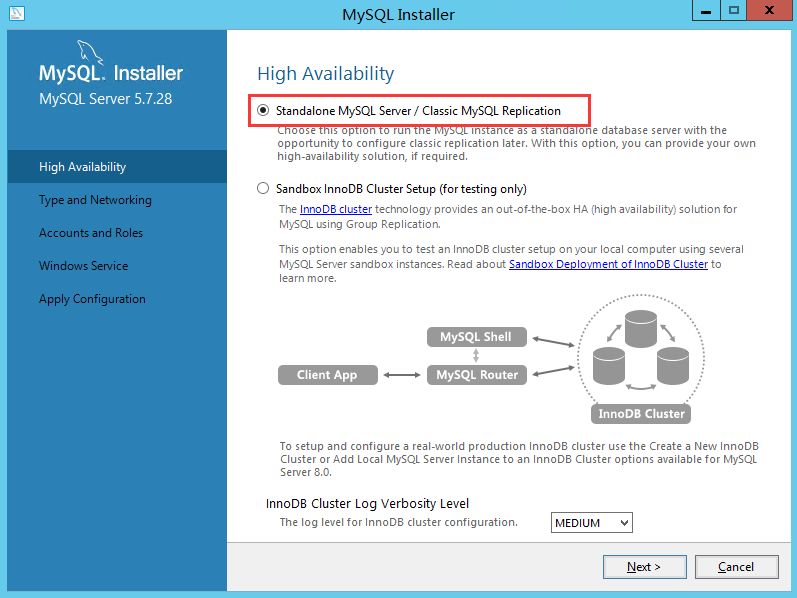 MySQL Installer
MySQL. Installer
MySQL Server 5.7.28
High Availability
Type and Networking
Accounts and Roles
Windows Service
Apply Configuration
High Availability
Standalone MySQL Server / Classic MySQL Replication
Choose this option to run the MySQL instance as a standalone database server with the
opportunity to configure classic replication later. With this option, you can provide your own
high-availability solution, if required.
Sandbox InnoDB Cluster Setup (for testing only)
The InnoDB cluster technology provides an out-of-the-box HA (high availability) solution for
MySQL using Group Replication.
This option enables you to test an InnoDB cluster setup on your local computer using several
MySQL Server sandbox instances. Read about Sandbox Deployment of InnoDB Cluster to
learn more.
MySQL Shell
Client App
MySQL Router
InnoDB Cluster
To setup and configure a real-world production InnoDB cluster use the Create a New InnoDB
Cluster or Add Local MySQL Server Instance to an InnoDB Cluster options available for MySQL
Server 8.0.
InnoDB Cluster Log Verbosity Level
The log level for InnoDB cluster configuration.
MEDIUM
Next >
Cancel